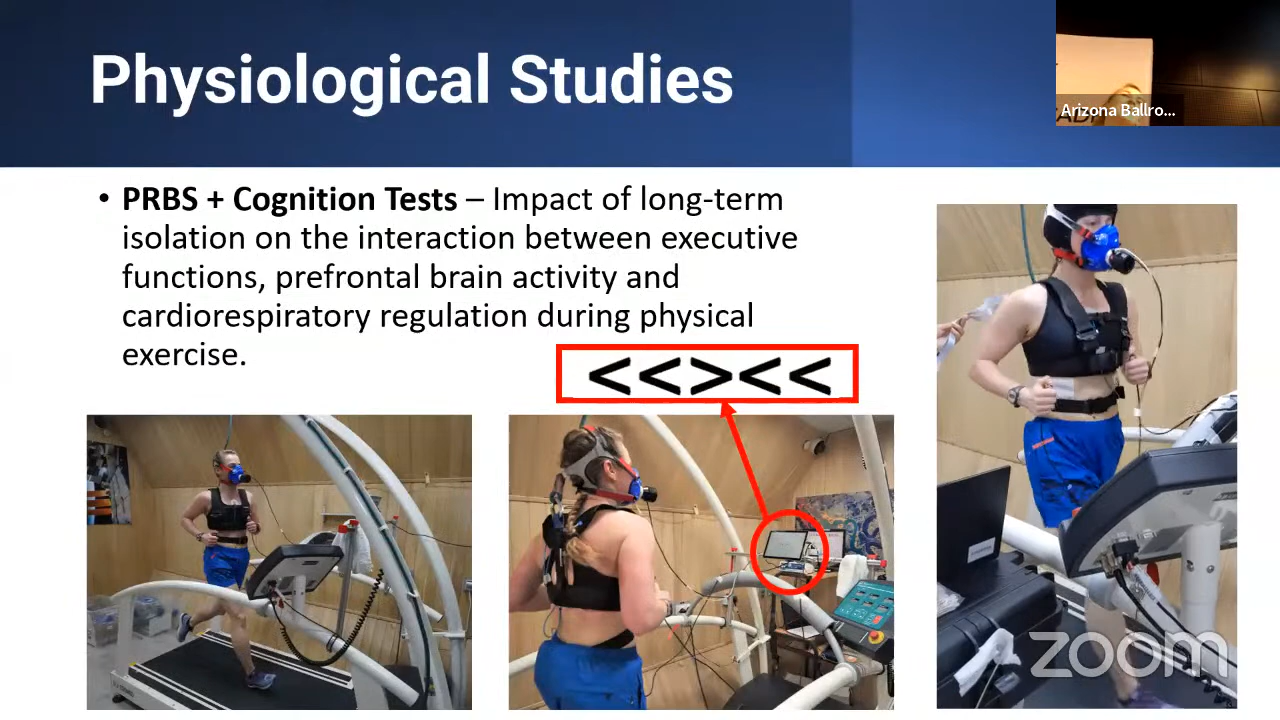 Physiological Studies
Arizona Ballro...
• PRBS + Cognition Tests – Impact of long-term
isolation on the interaction between executive
functions, prefrontal brain activity and
cardiorespiratory regulation during physical
exercise.
<<><<
zoom